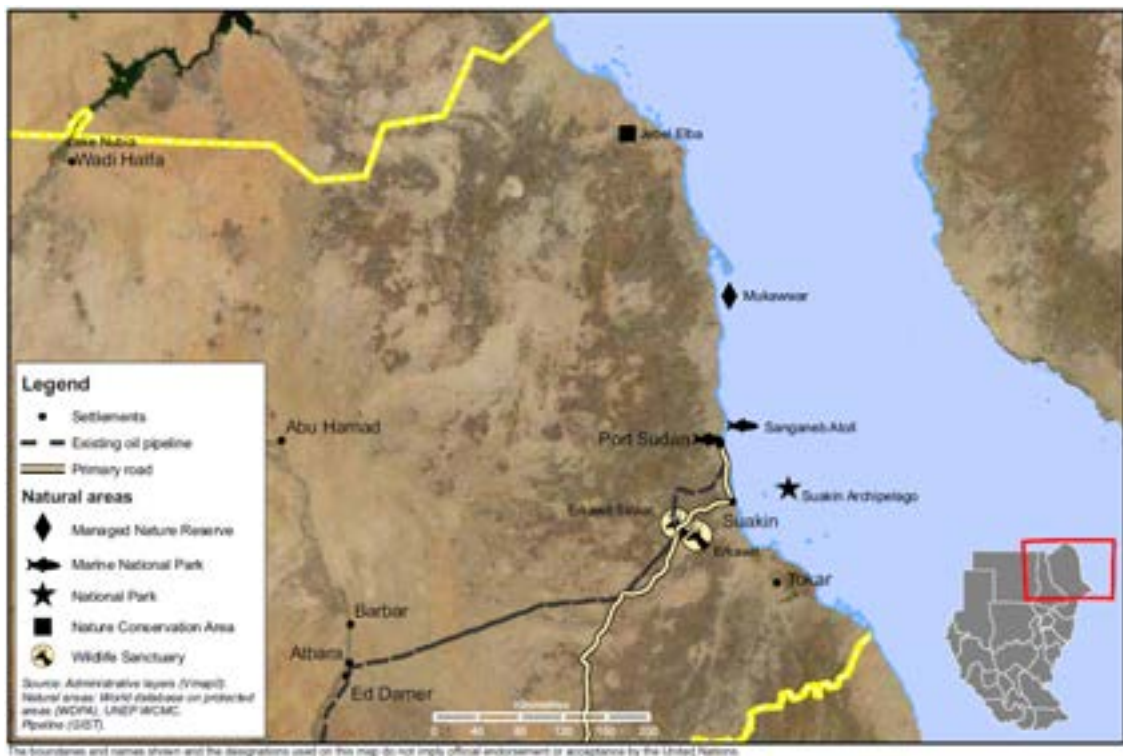 Lake Nubia
Wadi Halfa
Jebel Elba
Mukawwar
Abu Hamad
Port Sudan
Sanganeb Atoll
Suakin Archipelago
Erkawit Sinkat
Suakin
Erkawit
Tokar
Barbar
Atbara
Ed Damer
Legend
Settlements
Existing oil pipeline
Primary road
Natural areas
Managed Nature Reserve
Marine National Park
National Park
Nature Conservation Area
Wildlife Sanctuary
Source: Administrative layers (Vmap0).
Natural areas: World database on protected
areas (WDPA), UNEP WCMC.
Pipeline (GIST).
Kilometres
0 40 80 120 160 200
The boundaries and names shown and the designations used on this map do not imply official endorsement or acceptance by the United Nations.